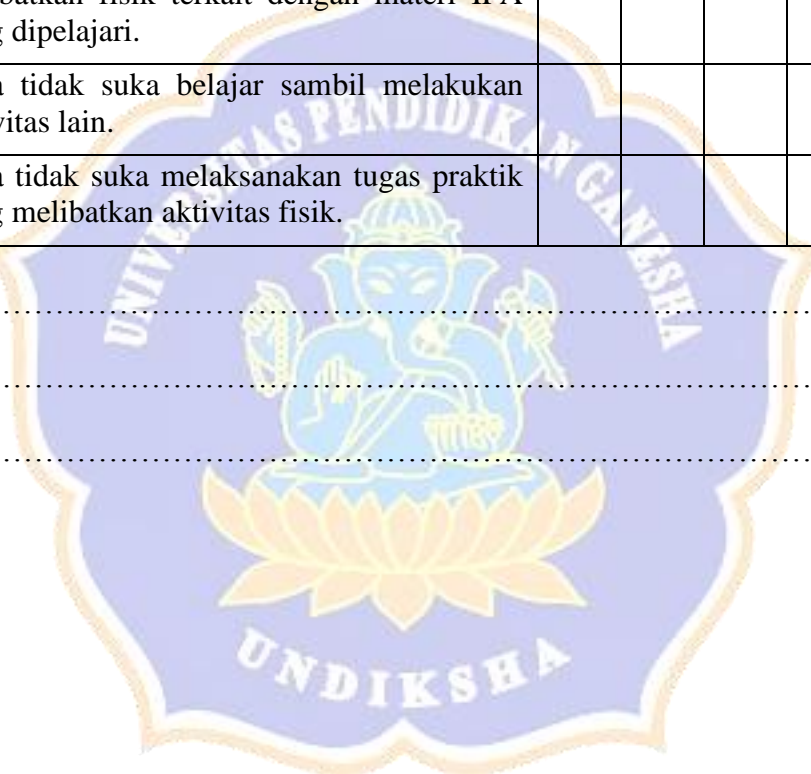 batkan fisik terkait dengan materi IPA
g dipelajari.
a tidak suka belajar sambil melakukan
vitas lain.
a tidak suka melaksanakan tugas praktik
g melibatkan aktivitas fisik.
UNIVERSITAS PENDIDIKAN GANESHA
UNDIKSHA